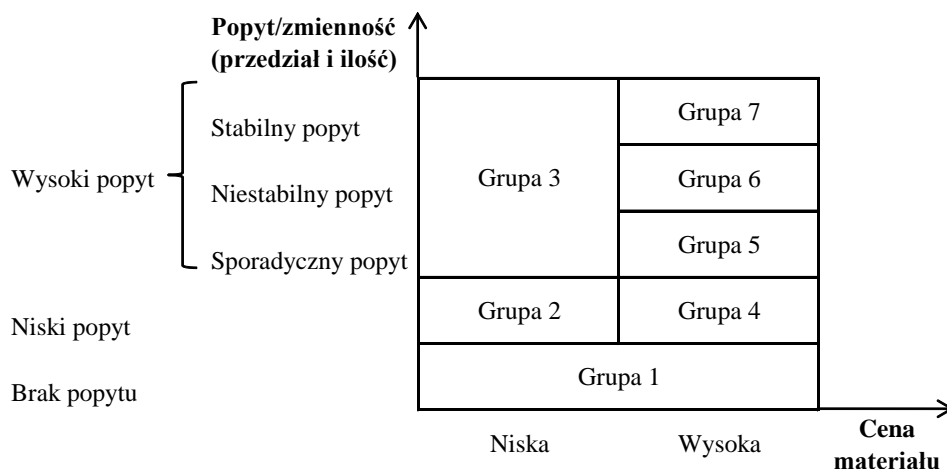 Popyt/zmienność
(przedział i ilość)
Wysoki popyt
Stabilny popyt
Niestabilny popyt
Sporadyczny popyt
Niski popyt
Brak popytu
Grupa 7
Grupa 3
Grupa 6
Grupa 5
Grupa 2
Grupa 4
Grupa 1
Niska
Wysoka
Cena
materiału